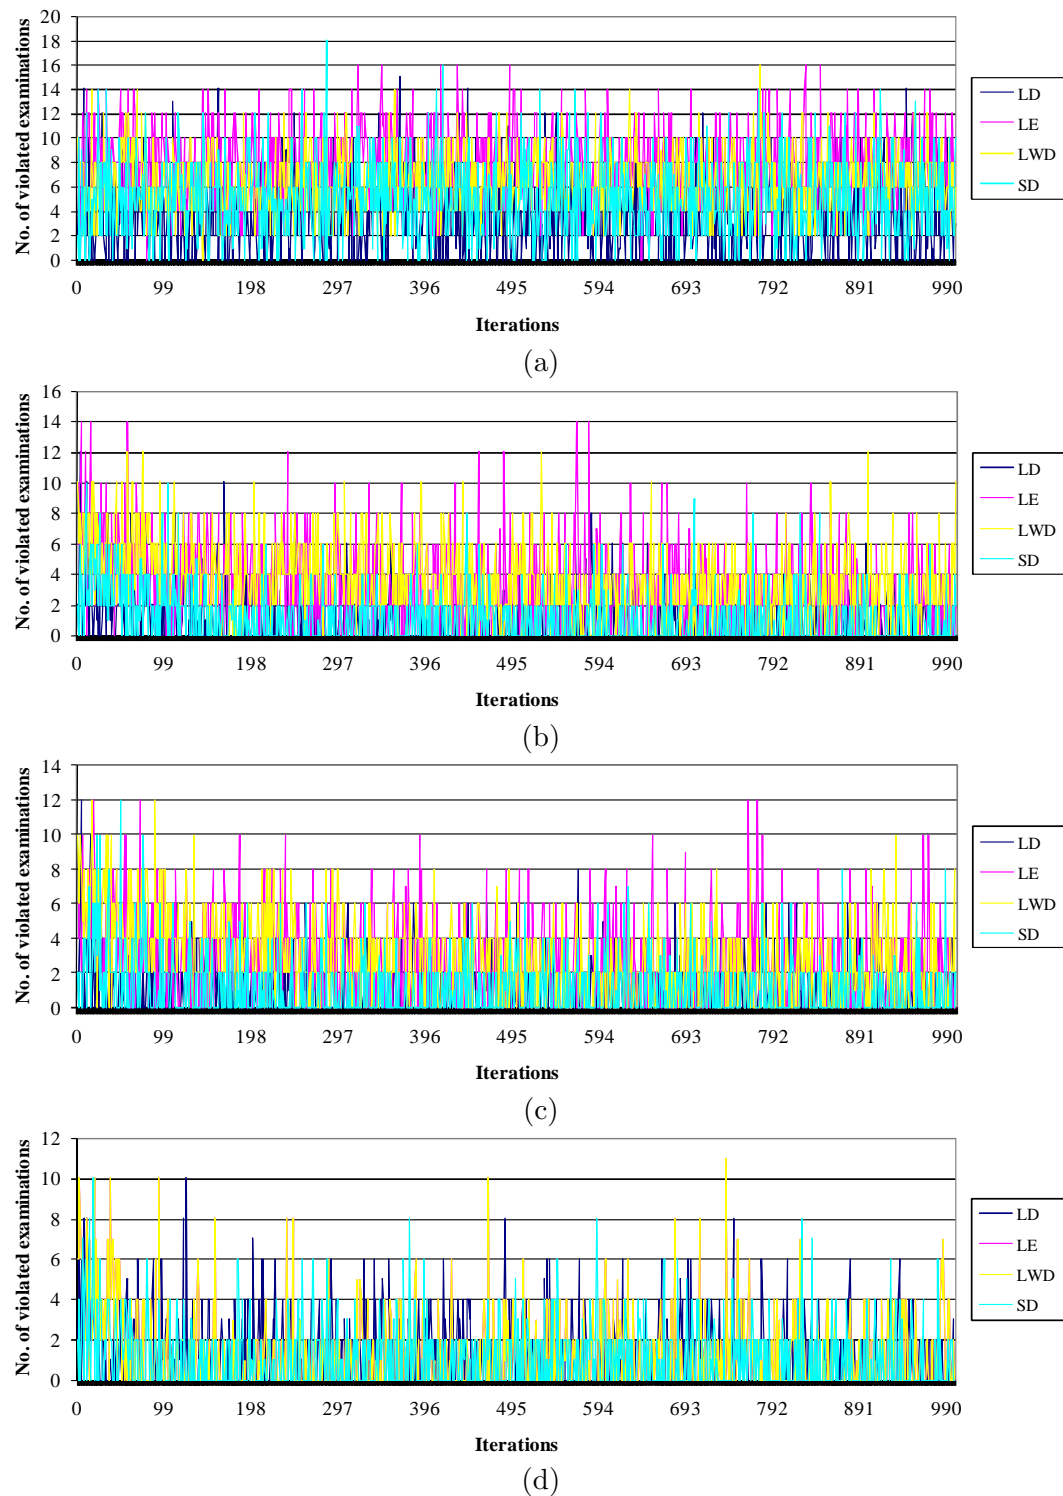 No. of violated examinations
20
18
16
14
12
10
8
6
4
2
0
0 99 198 297 396 495 594 693 792 891 990
Iterations
LD
LE
LWD
SD
(a)
No. of violated examinations
16
14
12
10
8
6
4
2
0
0 99 198 297 396 495 594 693 792 891 990
Iterations
LD
LE
LWD
SD
(b)
No. of violated examinations
14
12
10
8
6
4
2
0
0 99 198 297 396 495 594 693 792 891 990
Iterations
LD
LE
LWD
SD
(c)
No. of violated examinations
12
10
8
6
4
2
0
0 99 198 297 396 495 594 693 792 891 990
Iterations
LD
LE
LWD
SD
(d)